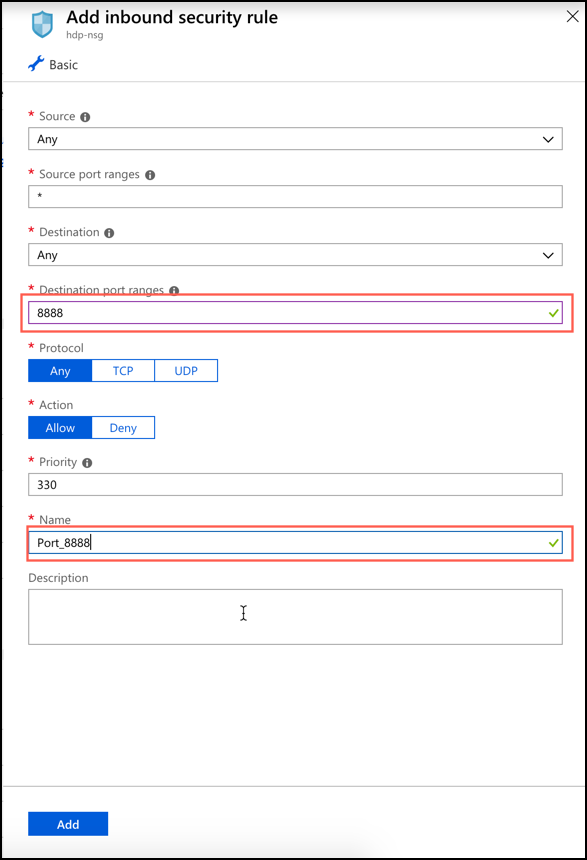 Add inbound security rule
hdp-nsg
Basic
* Source
Any
* Source port ranges
*
* Destination
Any
* Destination port ranges
8888
* Protocol
Any TCP UDP
* Action
Allow Deny
* Priority
330
* Name
Port_8888
Description
Add